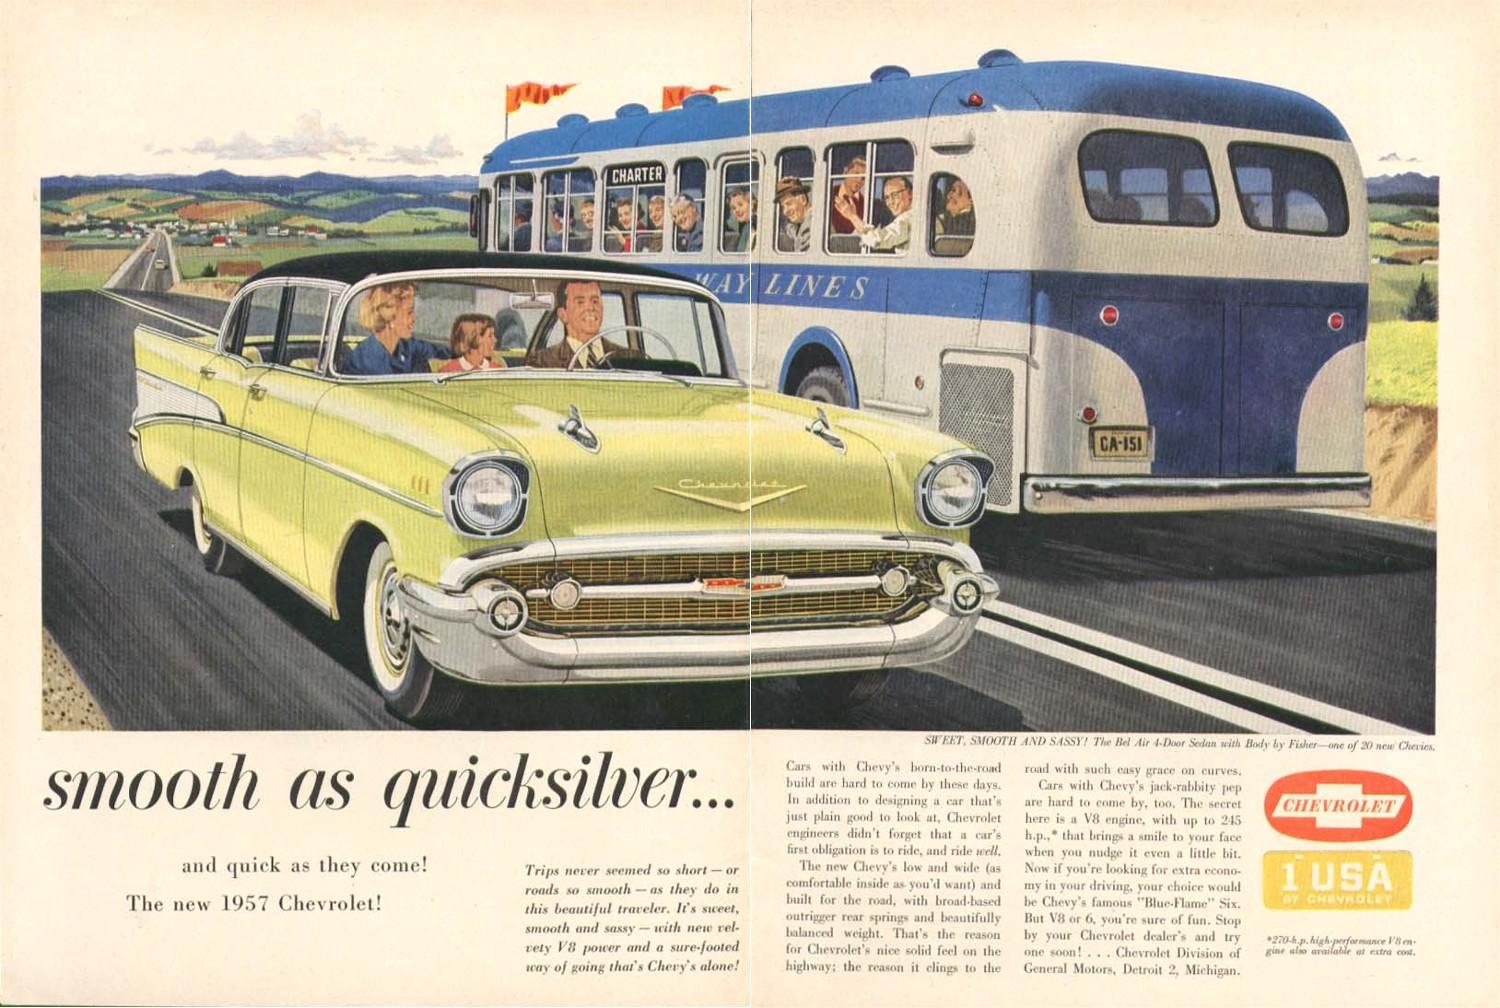 CHARTER
WAY LINES
CA-151
Chevrolet
SWEET, SMOOTH AND SASSY! The Bel Air 4-Door Sedan with Body by Fisher—one of 20 new Chevies.
smooth as quicksilver...
and quick as they come!
The new 1957 Chevrolet!
Trips never seemed so short — or
roads so smooth — as they do in
this beautiful traveler. It's sweet,
smooth and sassy — with new vel-
vety V8 power and a sure-footed
way of going that's Chevy's alone!
Cars with Chevy's born-to-the-road
build are hard to come by these days.
In addition to designing a car that's
just plain good to look at, Chevrolet
engineers didn't forget that a car's
first obligation is to ride, and ride well.
The new Chevy's low and wide (as
comfortable inside as you'd want) and
built for the road, with broad-based
outrigger rear springs and beautifully
balanced weight. That's the reason
for Chevrolet's nice solid feel on the
highway; the reason it clings to the
road with such easy grace on curves.
Cars with Chevy's jack-rabbity pep
are hard to come by, too. The secret
here is a V8 engine, with up to 245
h.p.,* that brings a smile to your face
when you nudge it even a little bit.
Now if you're looking for extra econo-
my in your driving, your choice would
be Chevy's famous "Blue-Flame" Six.
But V8 or 6, you're sure of fun. Stop
by your Chevrolet dealer's and try
one soon! . . . Chevrolet Division of
General Motors, Detroit 2, Michigan.
CHEVROLET
1 USA
BY CHEVROLET
*270-h.p. high-performance V8 en-
gine also available at extra cost.